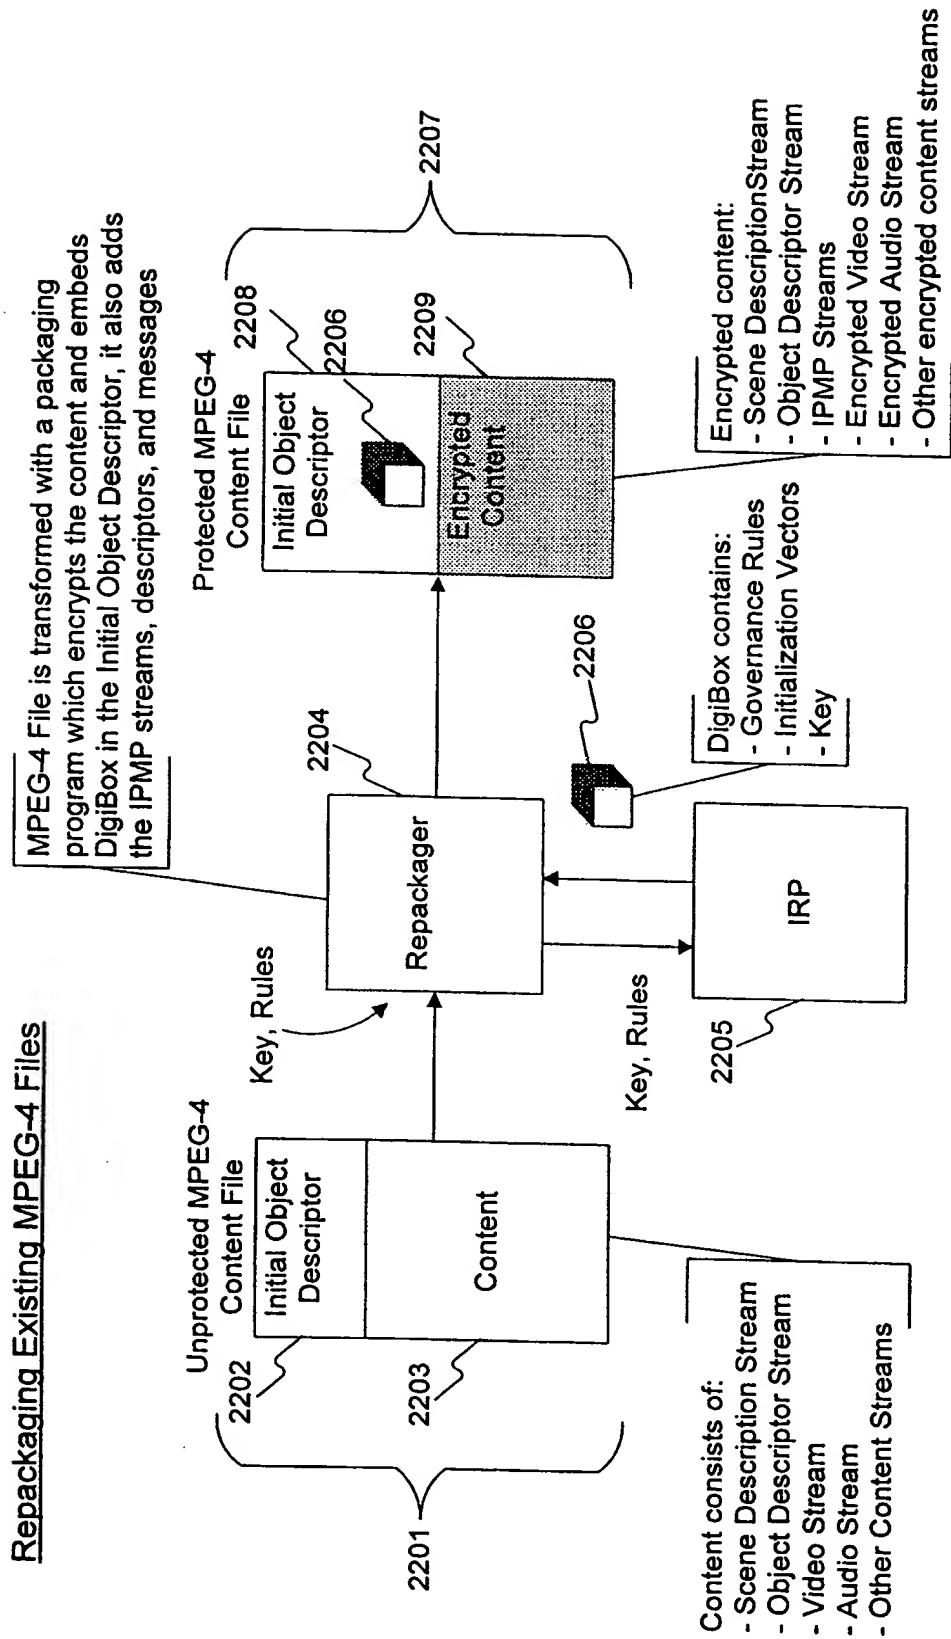 Repackaging Existing MPEG-4 Files
MPEG-4 File is transformed with a packaging
program which encrypts the content and embeds
DigiBox in the Initial Object Descriptor, it also adds
the IPMP streams, descriptors, and messages
Unprotected MPEG-4
Content File
Initial Object
Descriptor
Content
2201
2202
2203
Content consists of:
- Scene Description Stream
- Object Descriptor Stream
- Video Stream
- Audio Stream
- Other Content Streams
Key, Rules
Repackager
2204
Key, Rules
IRP
2205
2206
DigiBox contains:
- Governance Rules
- Initialization Vectors
- Key
Protected MPEG-4
Content File
Initial Object
Descriptor
Encrypted
Content
2208
2206
2209
2207
Encrypted content:
- Scene DescriptionStream
- Object Descriptor Stream
- IPMP Streams
- Encrypted Video Stream
- Encrypted Audio Stream
- Other encrypted content streams